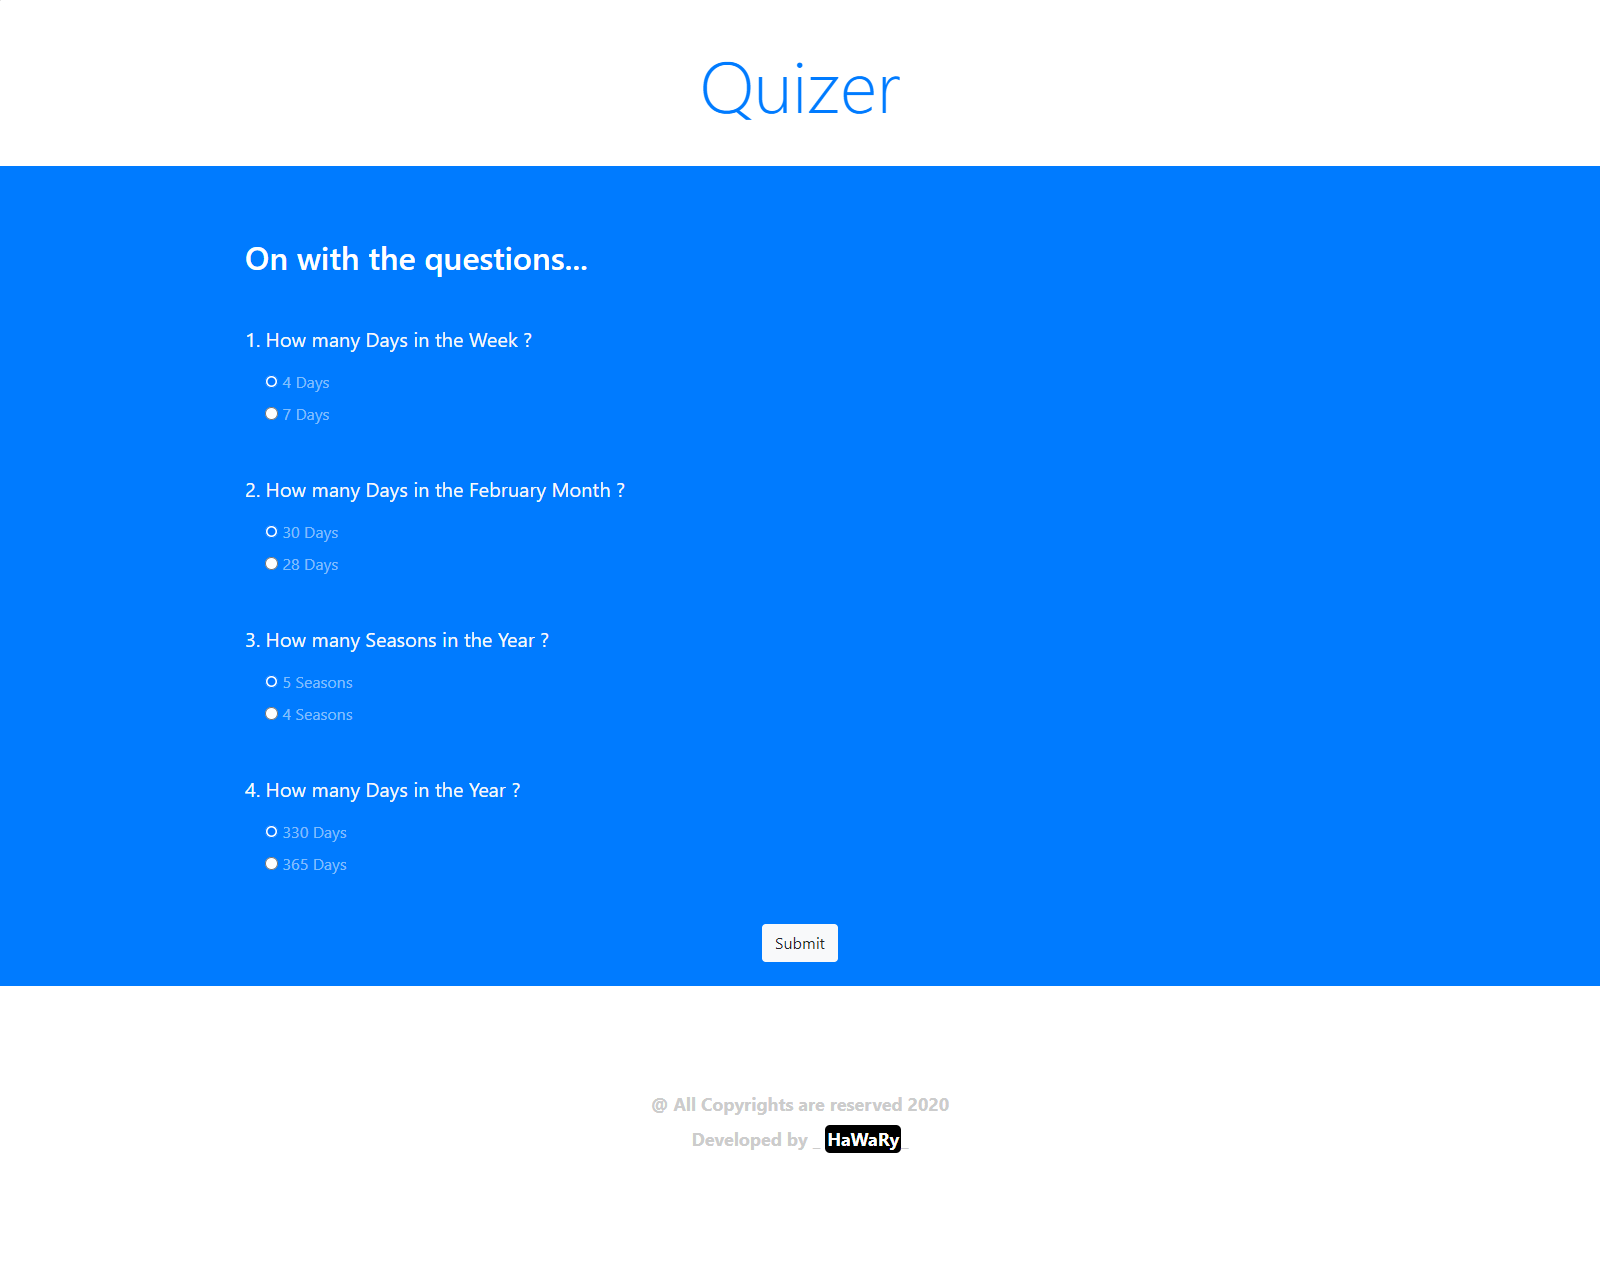 Quizer
On with the questions...
1. How many Days in the Week ?
4 Days
7 Days
2. How many Days in the February Month ?
30 Days
28 Days
3. How many Seasons in the Year ?
5 Seasons
4 Seasons
4. How many Days in the Year ?
330 Days
365 Days
Submit
@ All Copyrights are reserved 2020
Developed by _ HaWaRy_